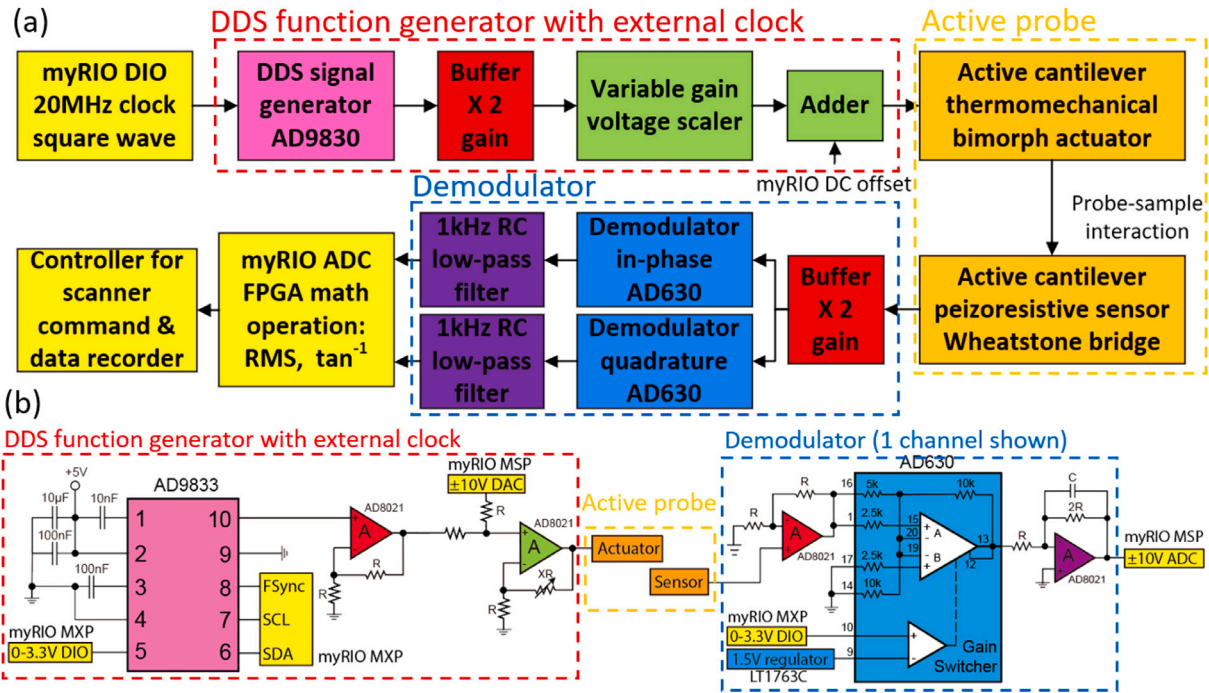 (a)
DDS function generator with external clock
Active probe
myRIO DIO
20MHz clock
square wave
DDS signal
generator
AD9830
Buffer
X 2
gain
Variable gain
voltage scaler
Adder
myRIO DC offset
Active cantilever
thermomechanical
bimorph actuator
Probe-sample
interaction
Active cantilever
peizoresistive sensor
Wheatstone bridge
Demodulator
Buffer
X 2
gain
Demodulator
in-phase
AD630
Demodulator
quadrature
AD630
1kHz RC
low-pass
filter
1kHz RC
low-pass
filter
myRIO ADC
FPGA math
operation:
RMS, tan⁻¹
Controller for
scanner
command &
data recorder
(b)
DDS function generator with external clock
+5V
10µF
10nF
100nF
100nF
AD9833
1
2
3
4
5
10
9
8
7
6
FSync
SCL
SDA
myRIO MXP
0-3.3V DIO
myRIO MXP
AD8021
A
R
R
myRIO MSP
±10V DAC
R
AD8021
A
XR
R
Active probe
Actuator
Sensor
Demodulator (1 channel shown)
AD630
R
R
A
AD8021
16
5k
10k
1
2.5k
15
20
19
A
B
13
12
17
2.5k
14
10k
myRIO MXP
0-3.3V DIO
10
1.5V regulator
9
LT1763C
Gain
Switcher
R
C
2R
A
AD8021
myRIO MSP
±10V ADC